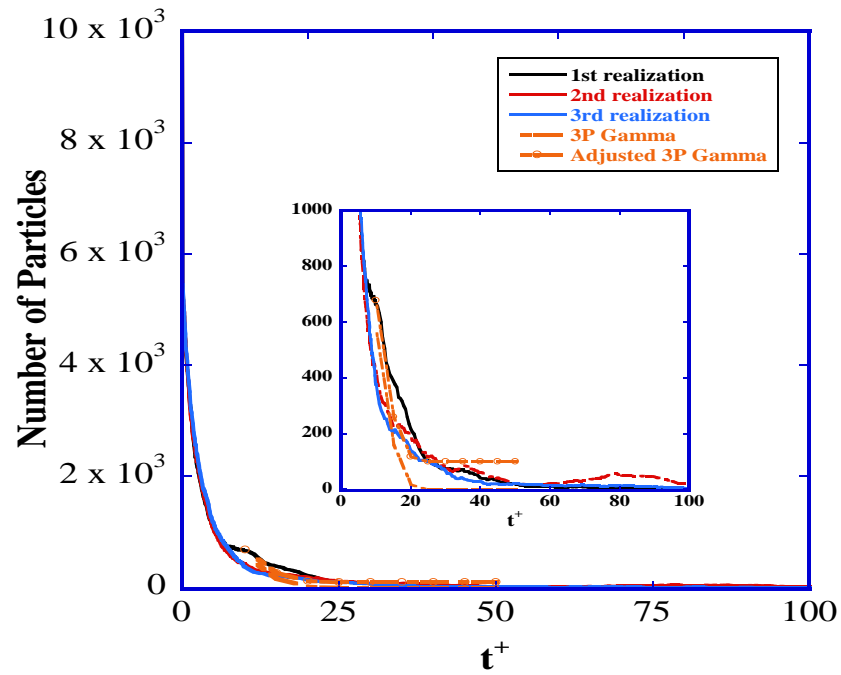 10 x 10³
1st realization
2nd realization
3rd realization
3P Gamma
Adjusted 3P Gamma
8 x 10³
6 x 10³
4 x 10³
2 x 10³
0
Number of Particles
1000
800
600
400
200
0
0 20 40 60 80 100
t⁺
0 25 50 75 100
t⁺